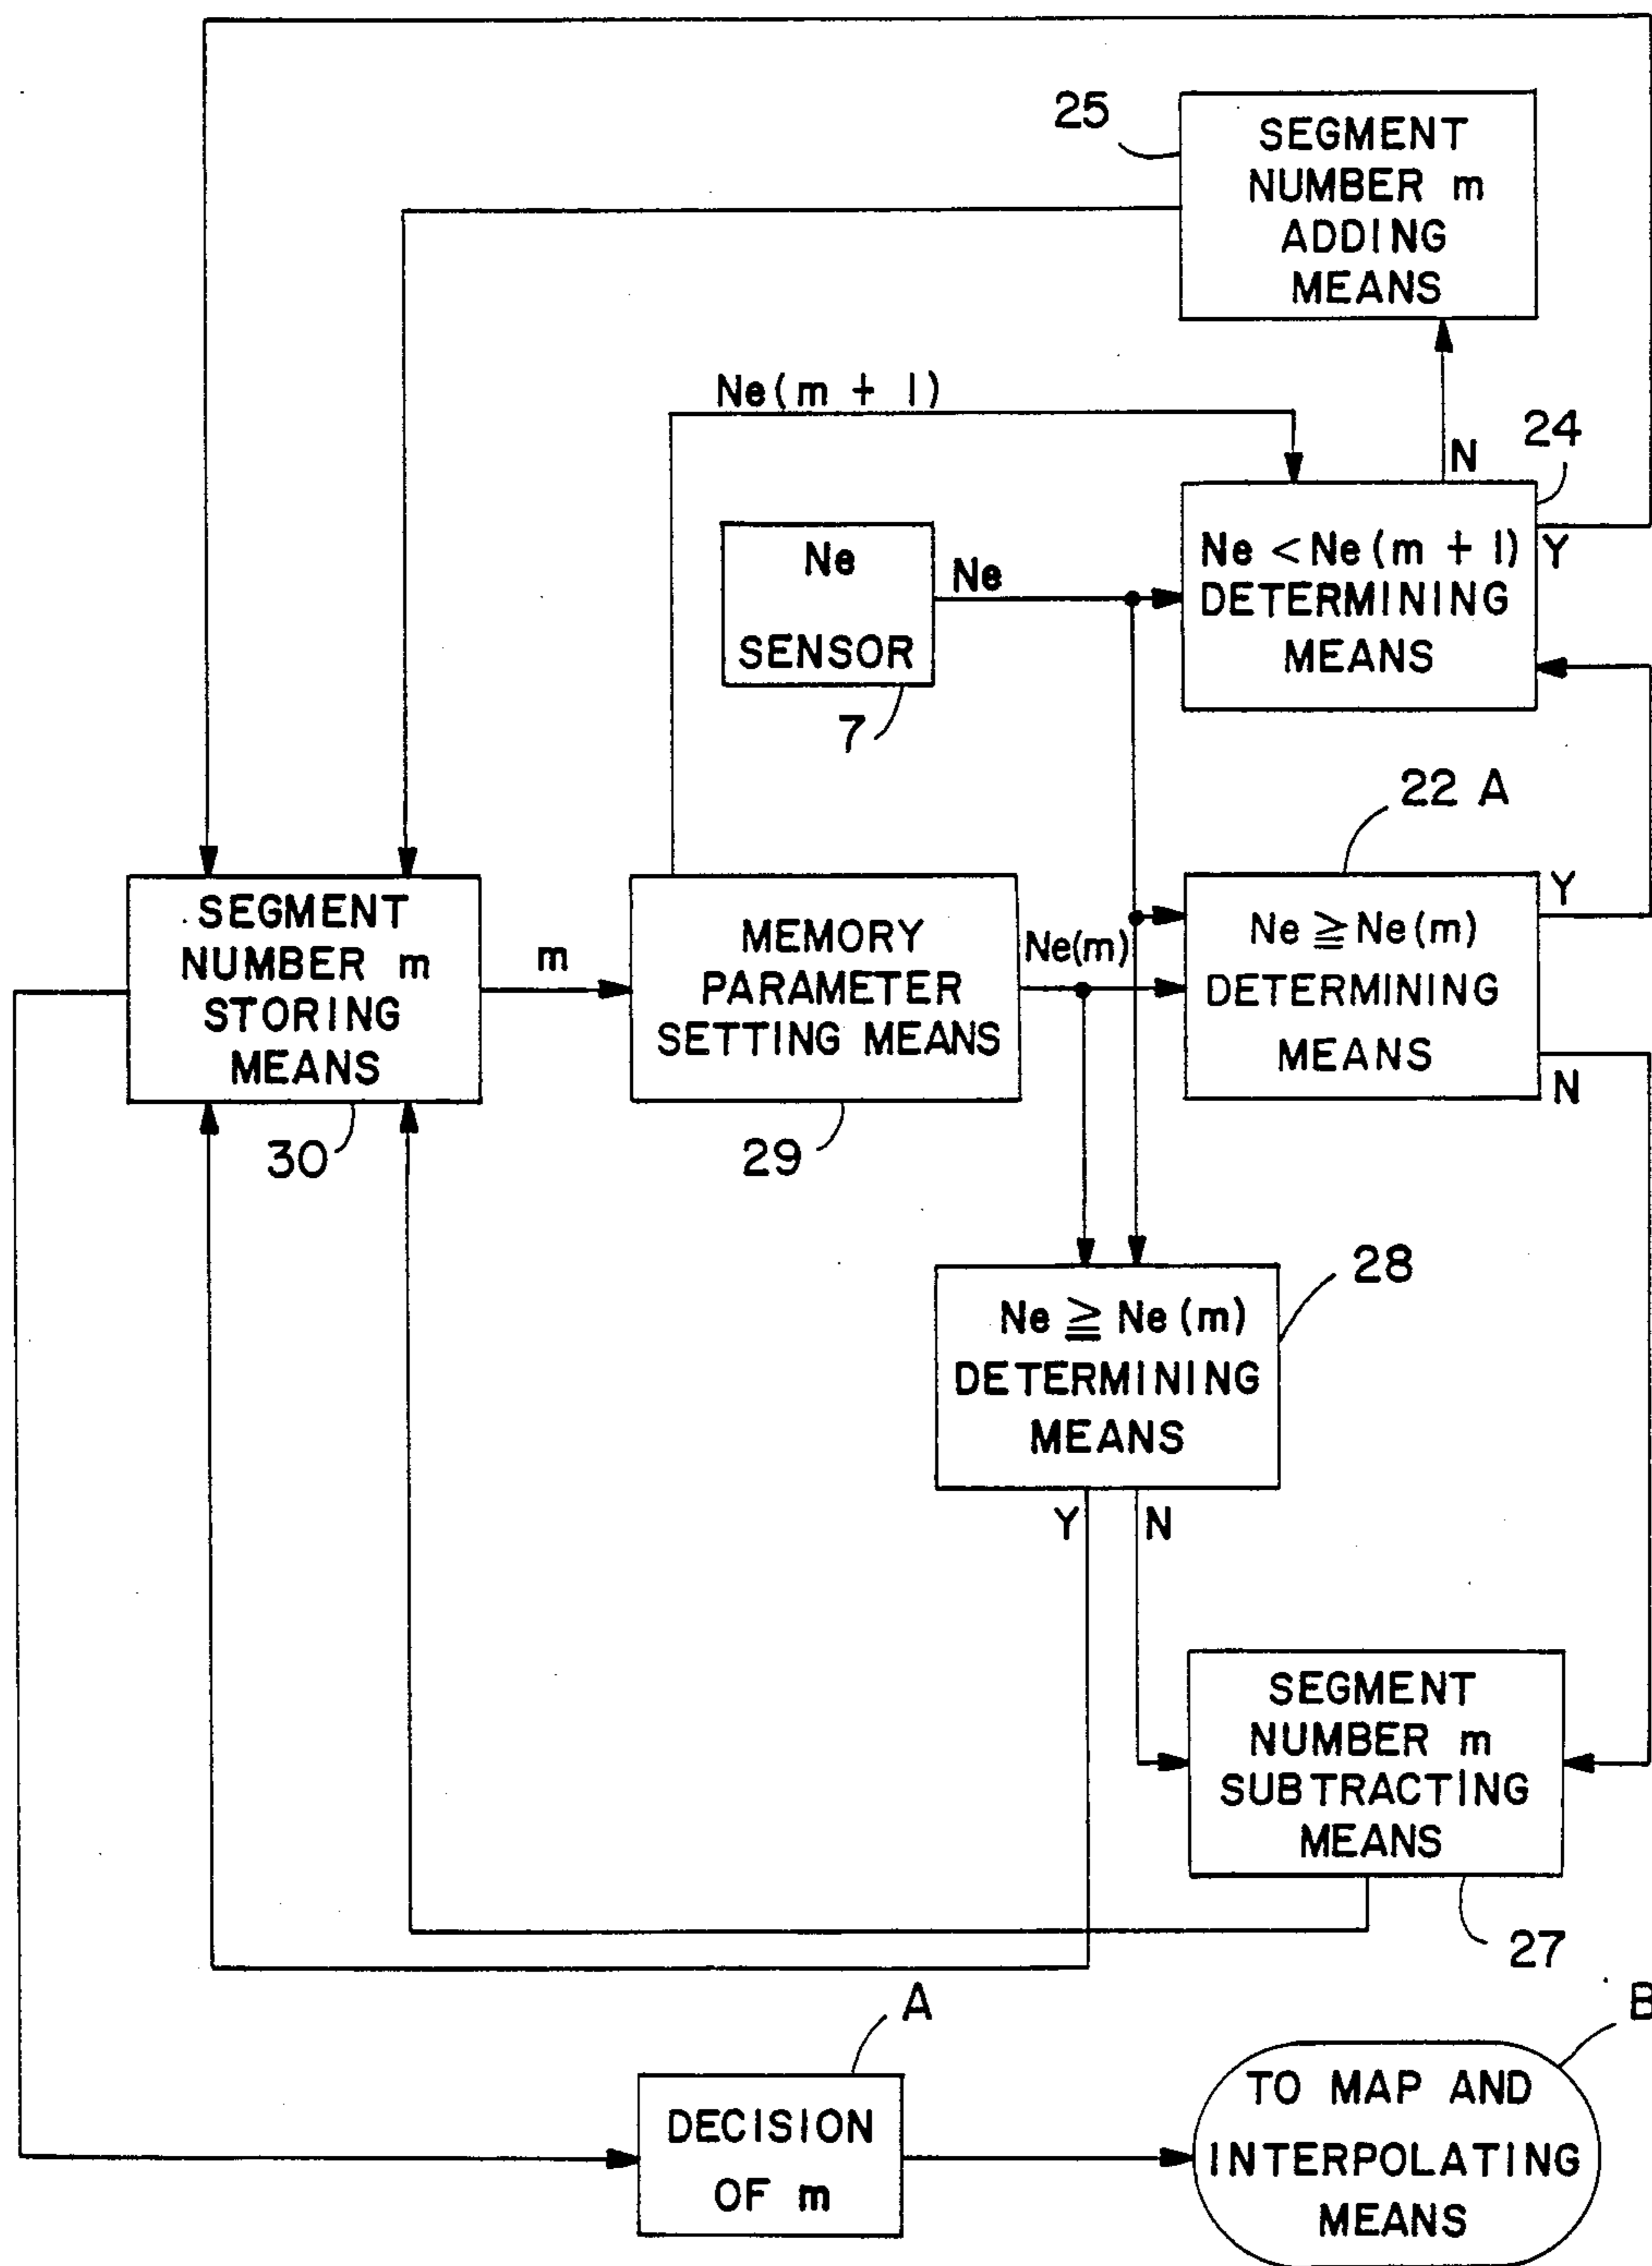 25
SEGMENT
NUMBER m
ADDING
MEANS
Ne(m + 1)
N
24
Ne
SENSOR
7
Ne
Ne < Ne(m + 1)
DETERMINING
MEANS
Y
22 A
SEGMENT
NUMBER m
STORING
MEANS
30
m
MEMORY
PARAMETER
SETTING MEANS
29
Ne(m)
Ne ≧ Ne(m)
DETERMINING
MEANS
Y
N
28
Ne ≧ Ne(m)
DETERMINING
MEANS
Y
N
SEGMENT
NUMBER m
SUBTRACTING
MEANS
27
A
B
DECISION
OF m
TO MAP AND
INTERPOLATING
MEANS